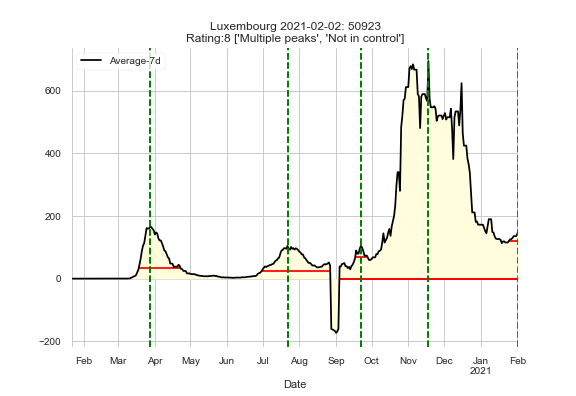 Luxembourg 2021-02-02: 50923
Rating:8 ['Multiple peaks', 'Not in control']
Average-7d
600
400
200
0
−200
Feb Mar Apr May Jun Jul Aug Sep Oct Nov Dec Jan Feb
2021
Date